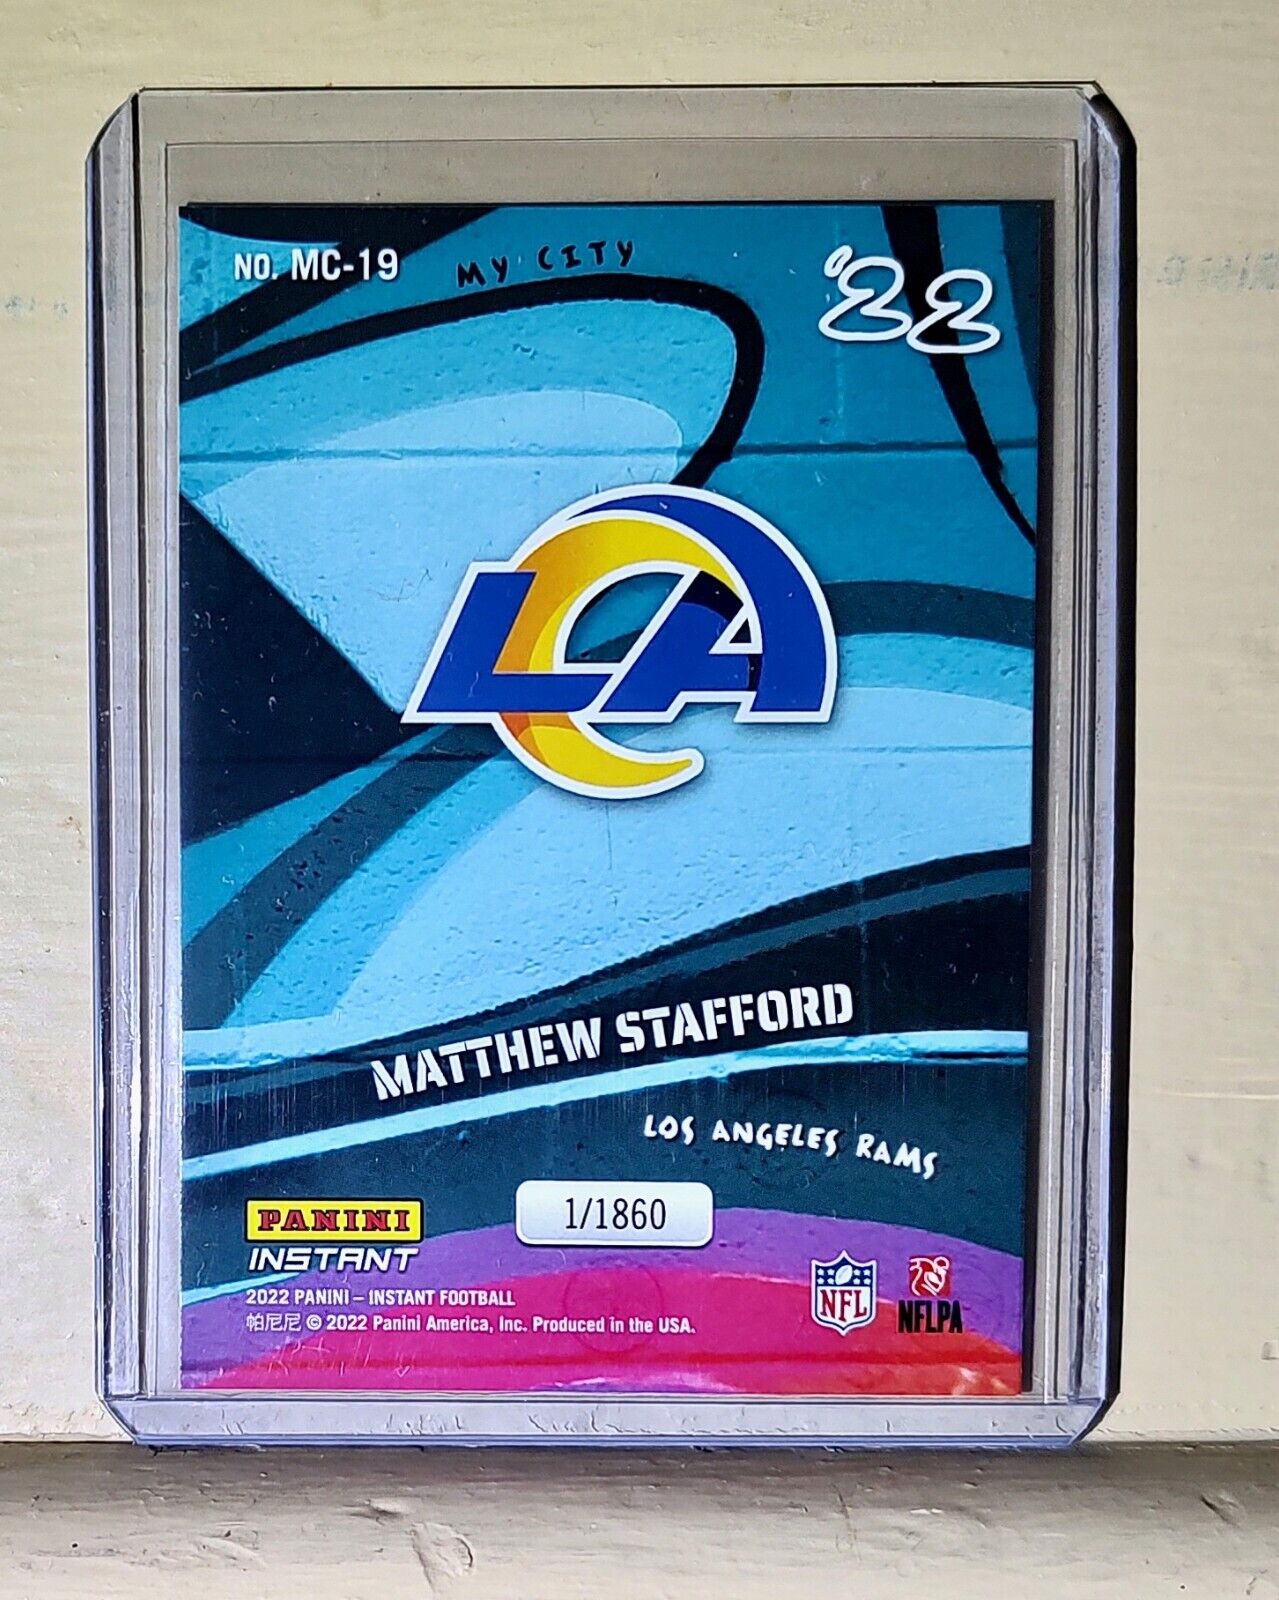 NO. MC-19
MY CITY
'22
LA
MATTHEW STAFFORD
LOS ANGELES RAMS
1/1860
PANINI
INSTANT
2022 PANINI – INSTANT FOOTBALL
帕尼尼 © 2022 Panini America, Inc. Produced in the USA.
NFL
NFLPA